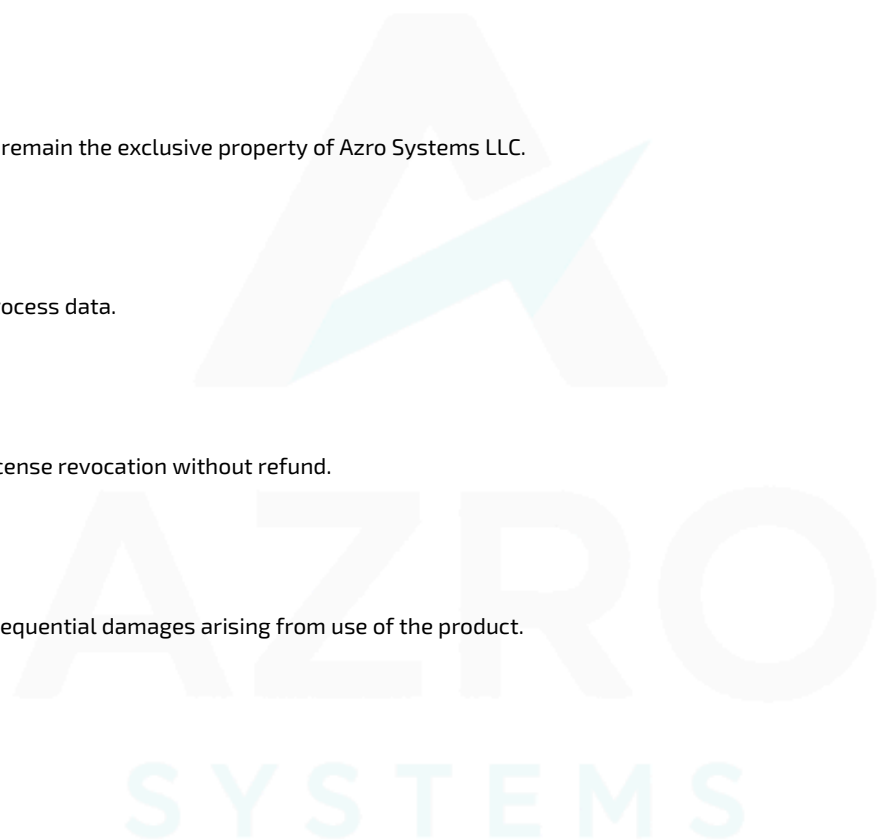 remain the exclusive property of Azro Systems LLC.
data.
revocation without refund.
damages arising from use of the product.
AZRO
SYSTEMS